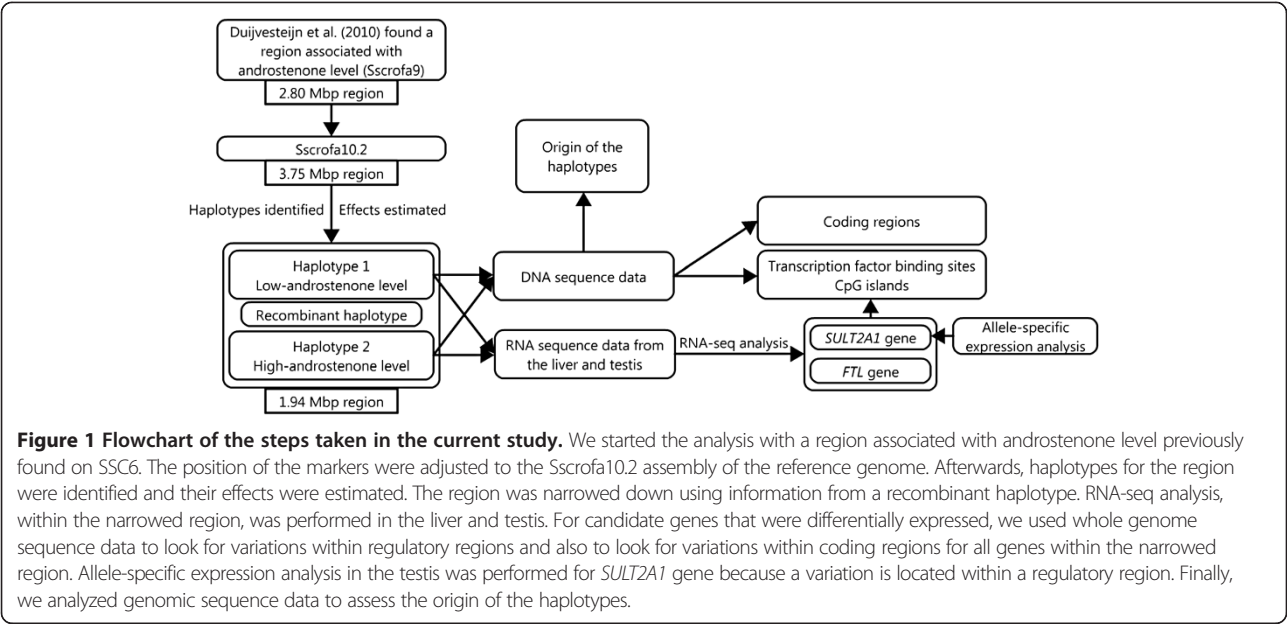 Duijvesteijn et al. (2010) found a
region associated with
androstenone level (Sscrofa9)
2.80 Mbp region
Sscrofa10.2
3.75 Mbp region
Haplotypes identified
Effects estimated
Haplotype 1
Low-androstenone level
Recombinant haplotype
Haplotype 2
High-androstenone level
1.94 Mbp region
Origin of the
haplotypes
DNA sequence data
RNA sequence data from
the liver and testis
RNA-seq analysis
Coding regions
Transcription factor binding sites
CpG islands
SULT2A1 gene
FTL gene
Allele-specific
expression analysis
Figure 1 Flowchart of the steps taken in the current study. We started the analysis with a region associated with androstenone level previously
found on SSC6. The position of the markers were adjusted to the Sscrofa10.2 assembly of the reference genome. Afterwards, haplotypes for the region
were identified and their effects were estimated. The region was narrowed down using information from a recombinant haplotype. RNA-seq analysis,
within the narrowed region, was performed in the liver and testis. For candidate genes that were differentially expressed, we used whole genome
sequence data to look for variations within regulatory regions and also to look for variations within coding regions for all genes within the narrowed
region. Allele-specific expression analysis in the testis was performed for SULT2A1 gene because a variation is located within a regulatory region. Finally,
we analyzed genomic sequence data to assess the origin of the haplotypes.